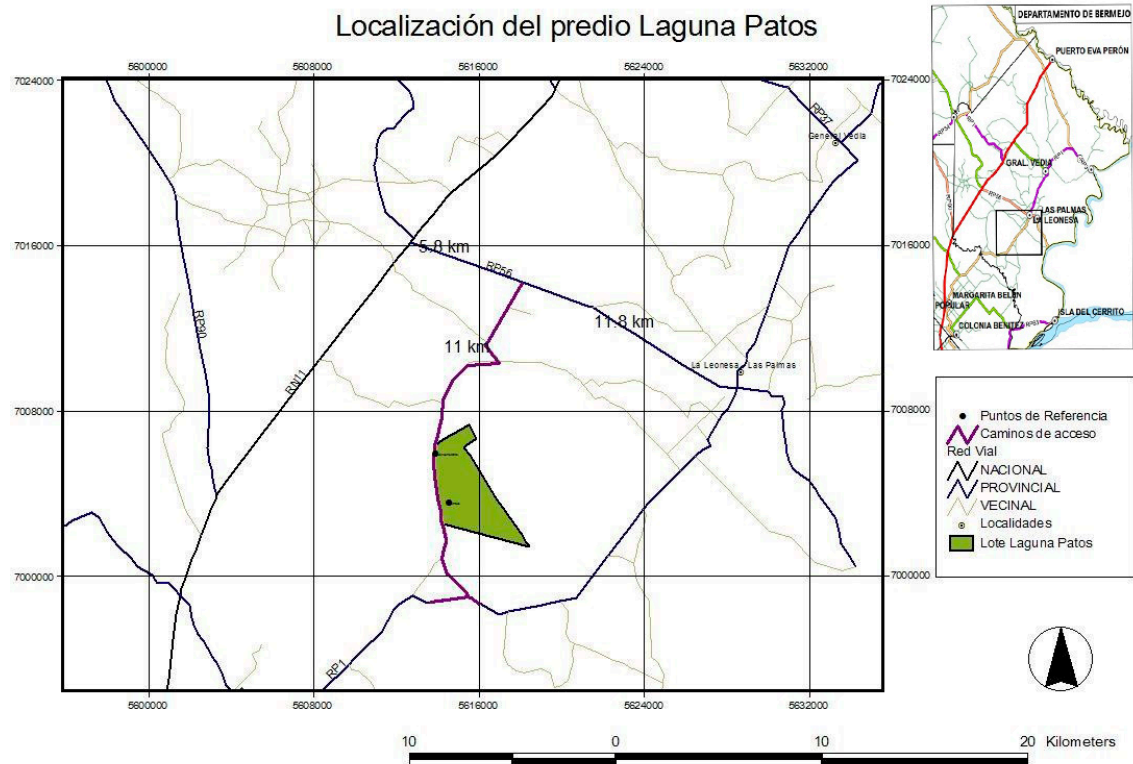 Localización del predio Laguna Patos
5600000 5608000 5616000 5624000 5632000
7024000 7024000
RP37
General Vedia
7016000 7016000
5.8 km
RP56
RP90
11.8 km
11 km
RN11
La Leonesa Las Palmas
7008000 7008000
7000000 7000000
RP1
5600000 5608000 5616000 5624000 5632000
10 0 10 20 Kilometers
DEPARTAMENTO DE BERMEJO
PUERTO EVA PERÓN
GRAL. VEDIA
LAS PALMAS
LA LEONESA
MARGARITA BELÉN
POPULAR
ISLA DEL CERRITO
COLONIA BENITEZ
Puntos de Referencia
Caminos de acceso
Red Vial
NACIONAL
PROVINCIAL
VECINAL
Localidades
Lote Laguna Patos